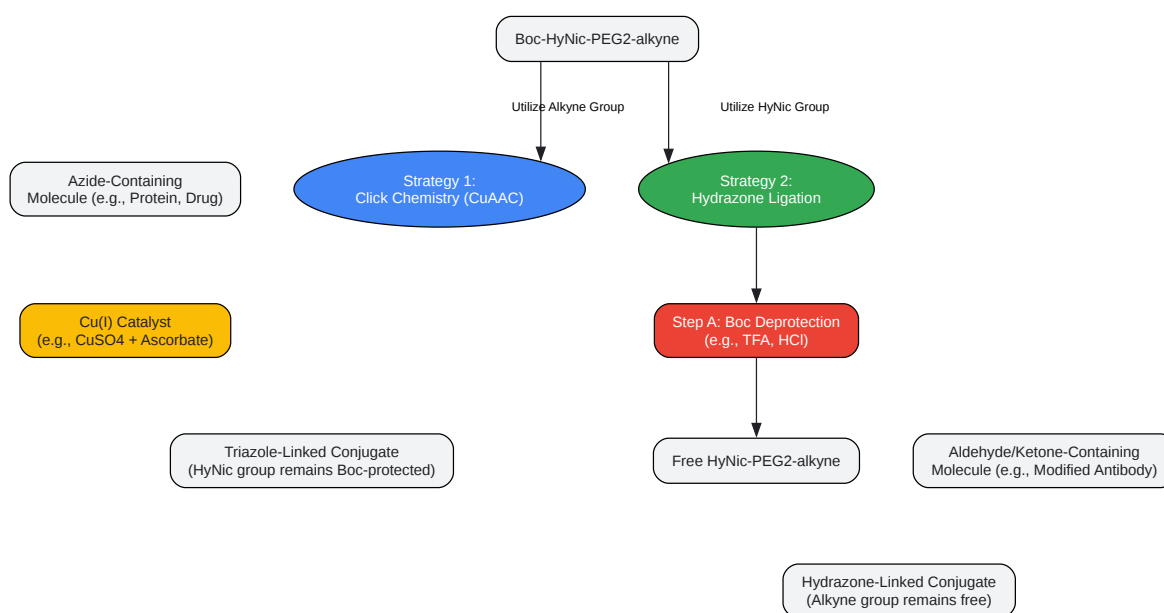 Boc-HyNic-PEG2-alkyne
Utilize Alkyne Group
Utilize HyNic Group
Azide-Containing
Molecule (e.g., Protein, Drug)
Strategy 1:
Click Chemistry (CuAAC)
Strategy 2:
Hydrazone Ligation
Cu(I) Catalyst
(e.g., CuSO4 + Ascorbate)
Step A: Boc Deprotection
(e.g., TFA, HCl)
Triazole-Linked Conjugate
(HyNic group remains Boc-protected)
Free HyNic-PEG2-alkyne
Aldehyde/Ketone-Containing
Molecule (e.g., Modified Antibody)
Hydrazone-Linked Conjugate
(Alkyne group remains free)